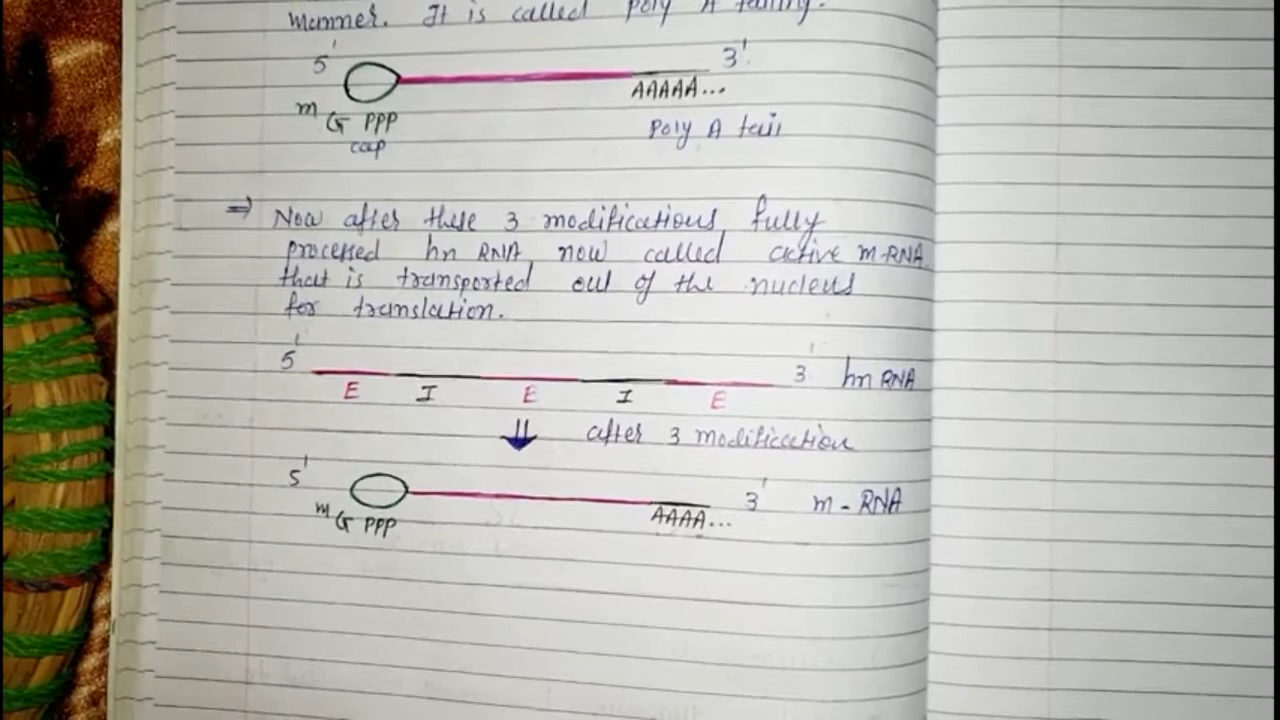 manner. It is called Poly A tailing.
5' 3'
AAAAA...
m G PPP
cap
Poly A tail
⇒ Now after these 3 modifications, fully
processed hn RNA, now called active m-RNA
that is transported out of the nucleus
for translation.
5' 3' hn RNA
E I E I E
after 3 modification
5' 3' m-RNA
m G PPP AAAA...